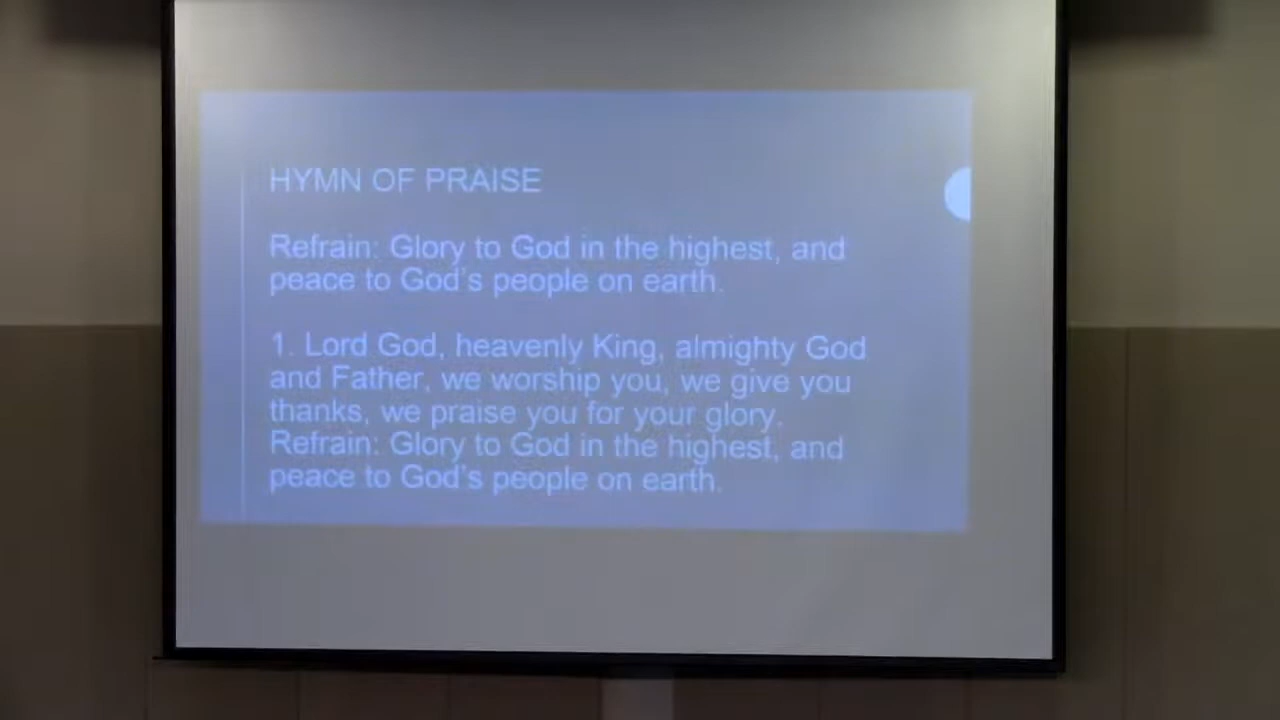 HYMN OF PRAISE
Refrain: Glory to God in the highest, and
peace to God's people on earth.
1. Lord God, heavenly King, almighty God
and Father, we worship you, we give you
thanks, we praise you for your glory.
Refrain: Glory to God in the highest, and
peace to God's people on earth.